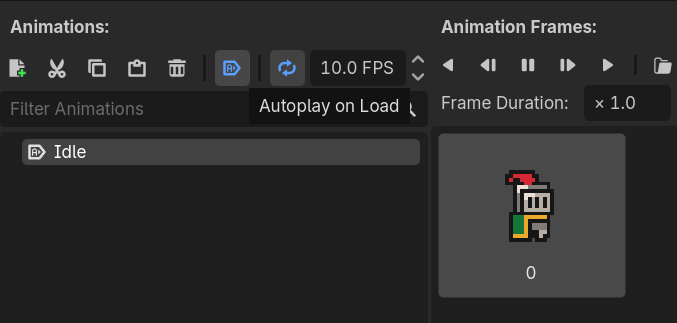 Animations:
Animation Frames:
10.0 FPS
Filter Animations
Autoplay on Load
Frame Duration:
× 1.0
Idle
0